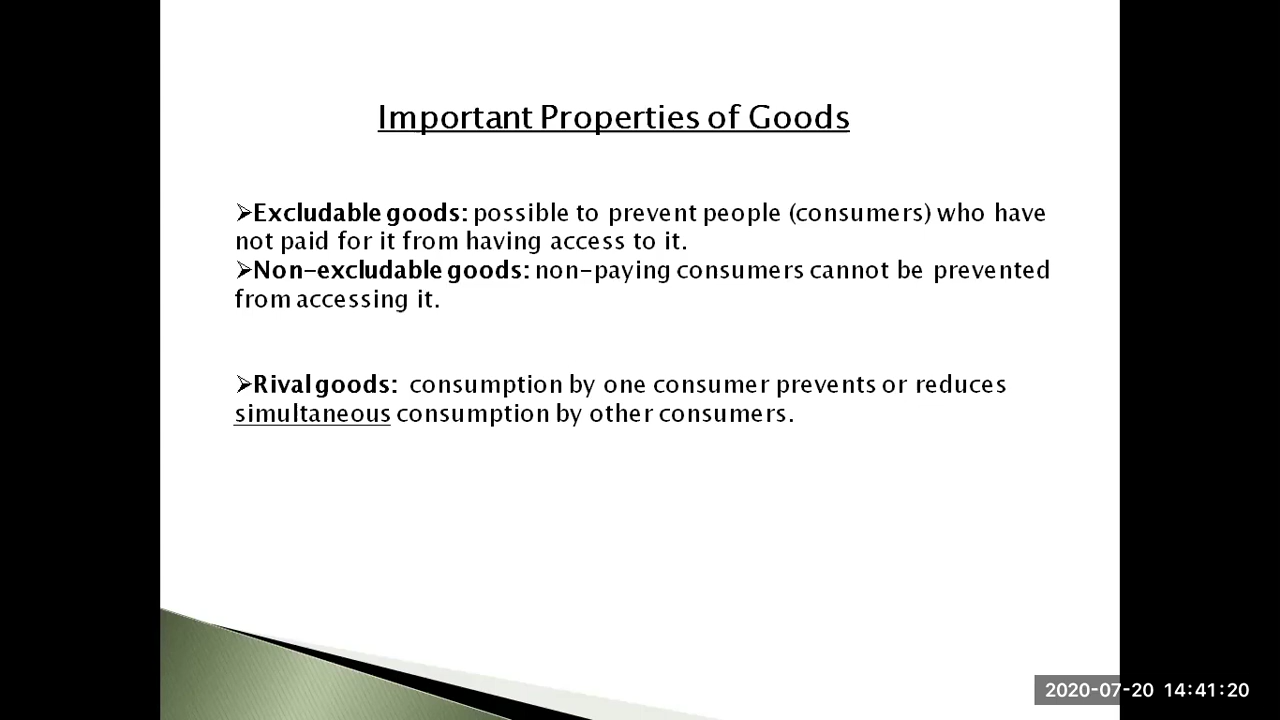 Important Properties of Goods
➢Excludable goods: possible to prevent people (consumers) who have
not paid for it from having access to it.
➢Non-excludable goods: non-paying consumers cannot be prevented
from accessing it.
➢Rival goods: consumption by one consumer prevents or reduces
simultaneous consumption by other consumers.
2020-07-20 14:41:20